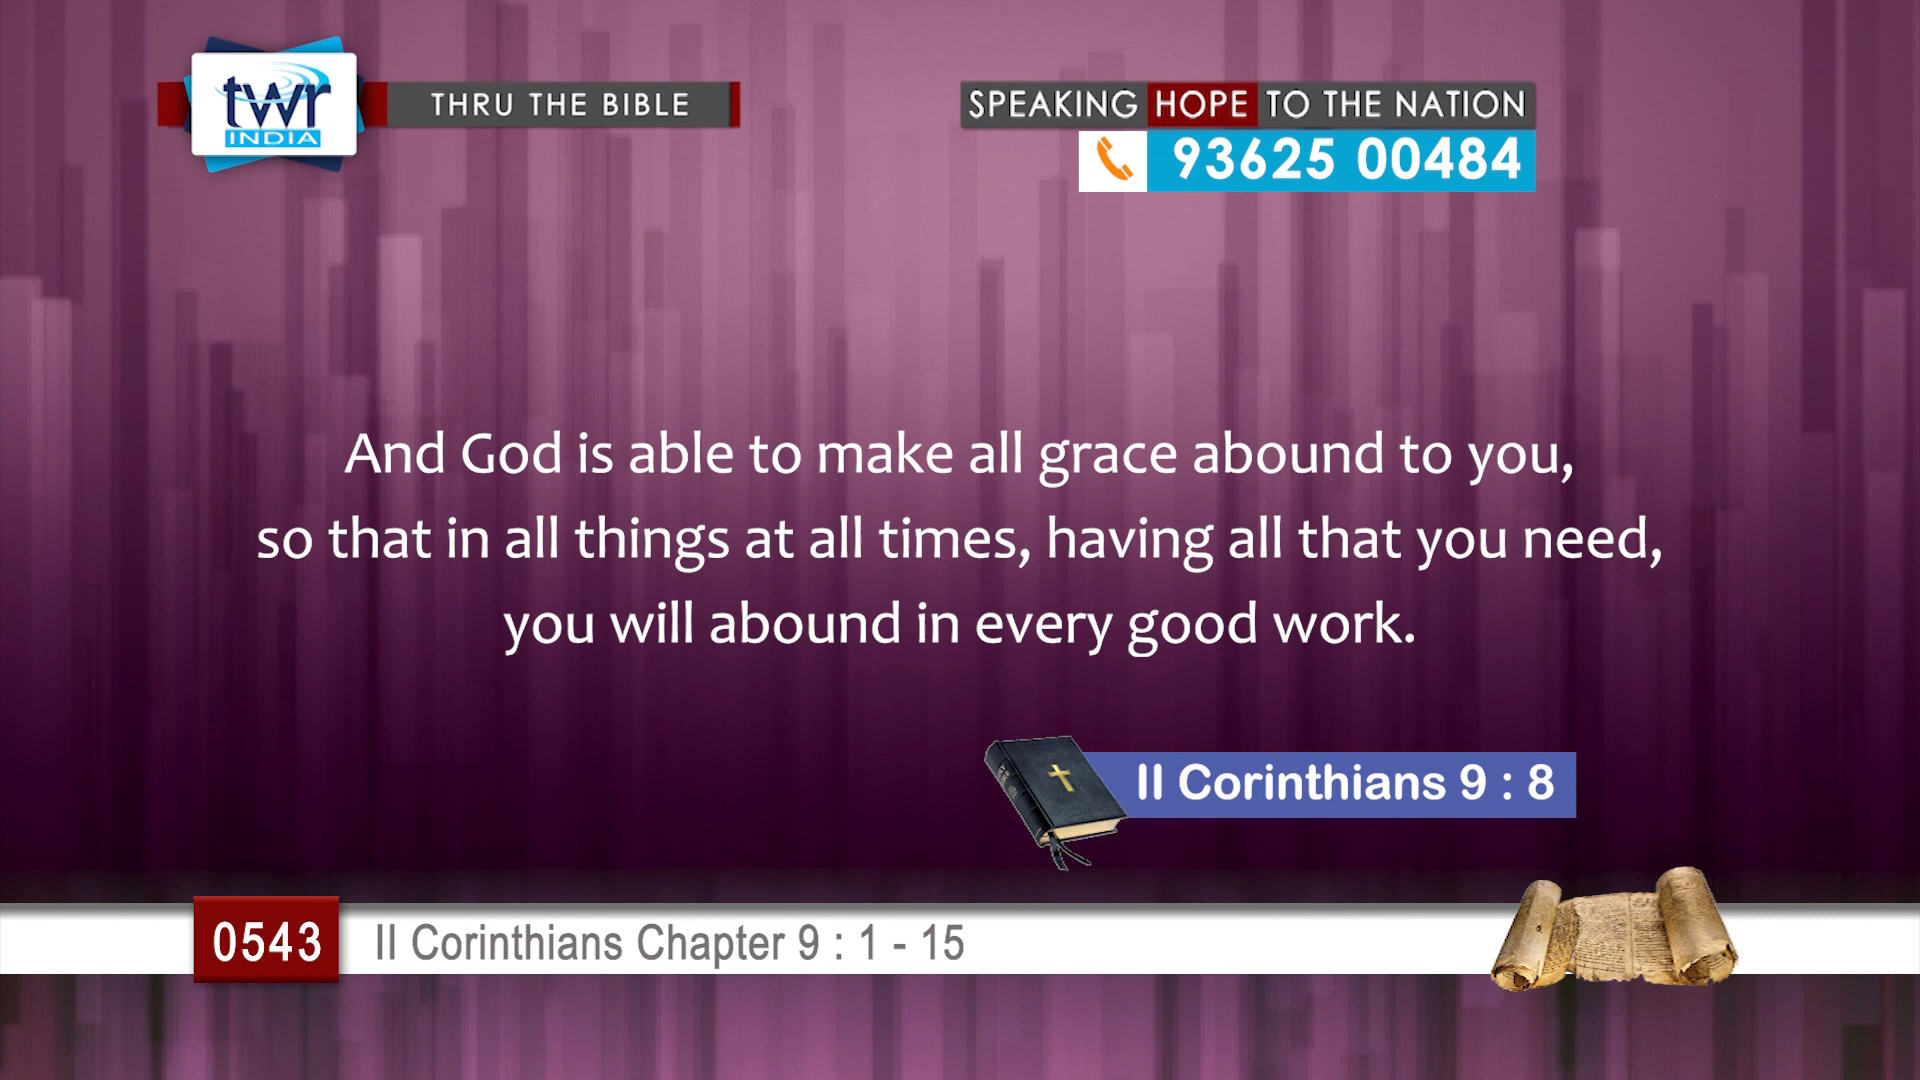 twr
INDIA
THRU THE BIBLE
SPEAKING HOPE TO THE NATION
93625 00484
And God is able to make all grace abound to you,
so that in all things at all times, having all that you need,
you will abound in every good work.
II Corinthians 9 : 8
0543
II Corinthians Chapter 9 : 1 - 15